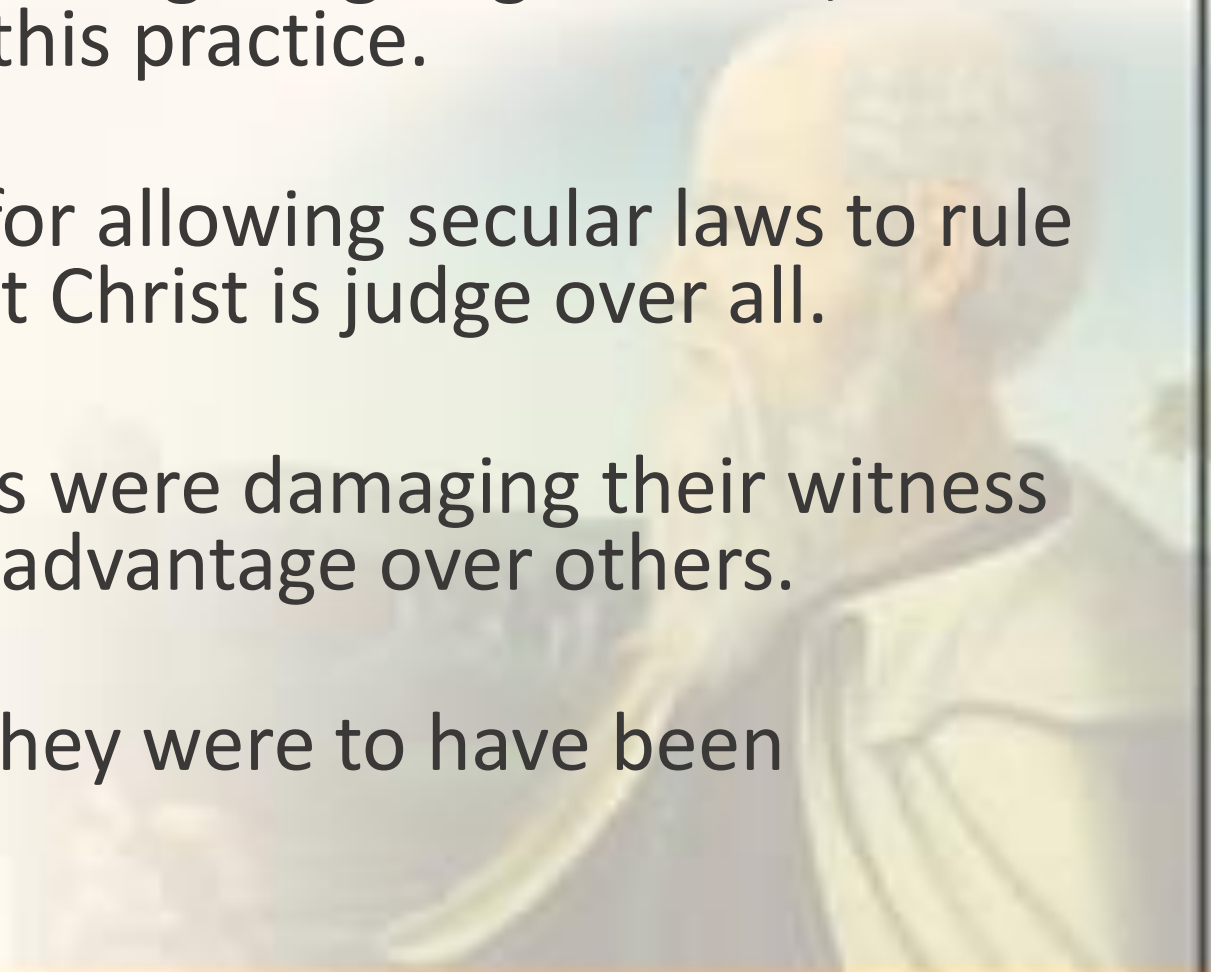 this practice.
for allowing secular laws to rule
t Christ is judge over all.
s were damaging their witness
advantage over others.
hey were to have been